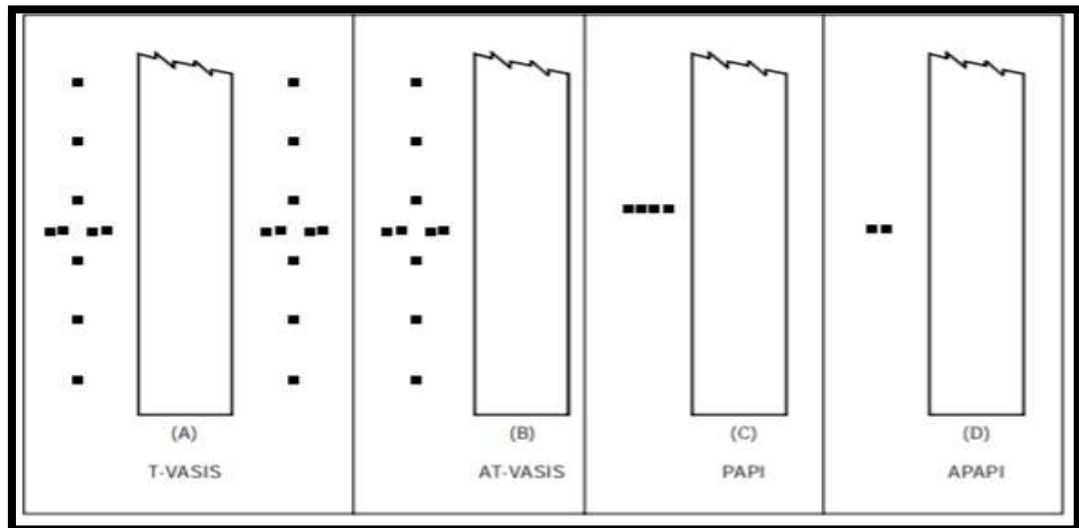 (A)
(B)
(C)
(D)
T-VASIS
AT-VASIS
PAPI
APAPI